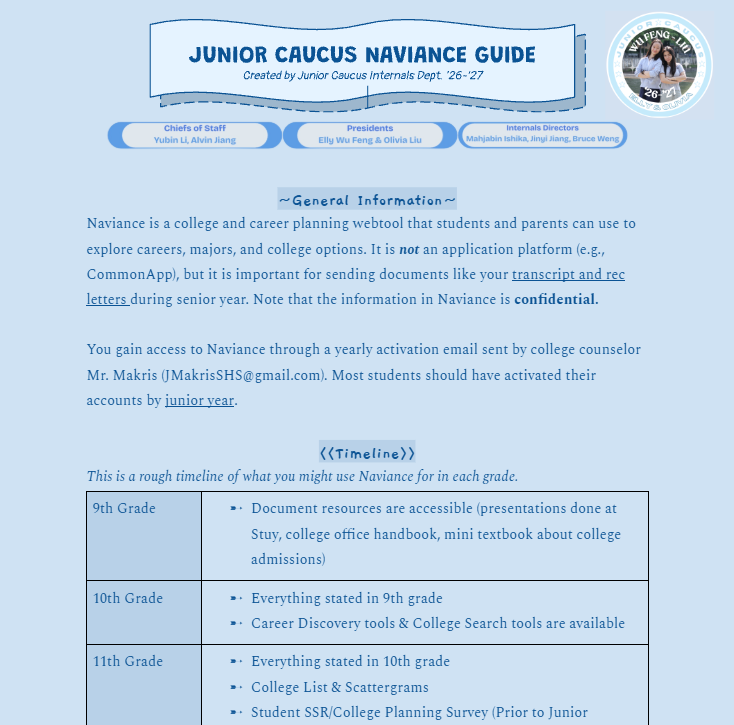 JUNIOR CAUCUS NAVIANCE GUIDE
Created by Junior Caucus Internals Dept. '26-'27
JUNIOR CAUCUS
WU FENG - LIU
26-'27
ELLY & OLIVIA
Chiefs of Staff
Yubin Li, Alvin Jiang
Presidents
Elly Wu Feng & Olivia Liu
Internals Directors
Mahjabin Ishika, Jinyi Jiang, Bruce Weng
~General Information~
Naviance is a college and career planning webtool that students and parents can use to
explore careers, majors, and college options. It is not an application platform (e.g.,
CommonApp), but it is important for sending documents like your transcript and rec
letters during senior year. Note that the information in Naviance is confidential.
You gain access to Naviance through a yearly activation email sent by college counselor
Mr. Makris (JMakrisSHS@gmail.com). Most students should have activated their
accounts by junior year.
<<Timeline>>
This is a rough timeline of what you might use Naviance for in each grade.
9th Grade
Document resources are accessible (presentations done at
Stuy, college office handbook, mini textbook about college
admissions)
10th Grade
Everything stated in 9th grade
Career Discovery tools & College Search tools are available
11th Grade
Everything stated in 10th grade
College List & Scattergrams
Student SSR/College Planning Survey (Prior to Junior